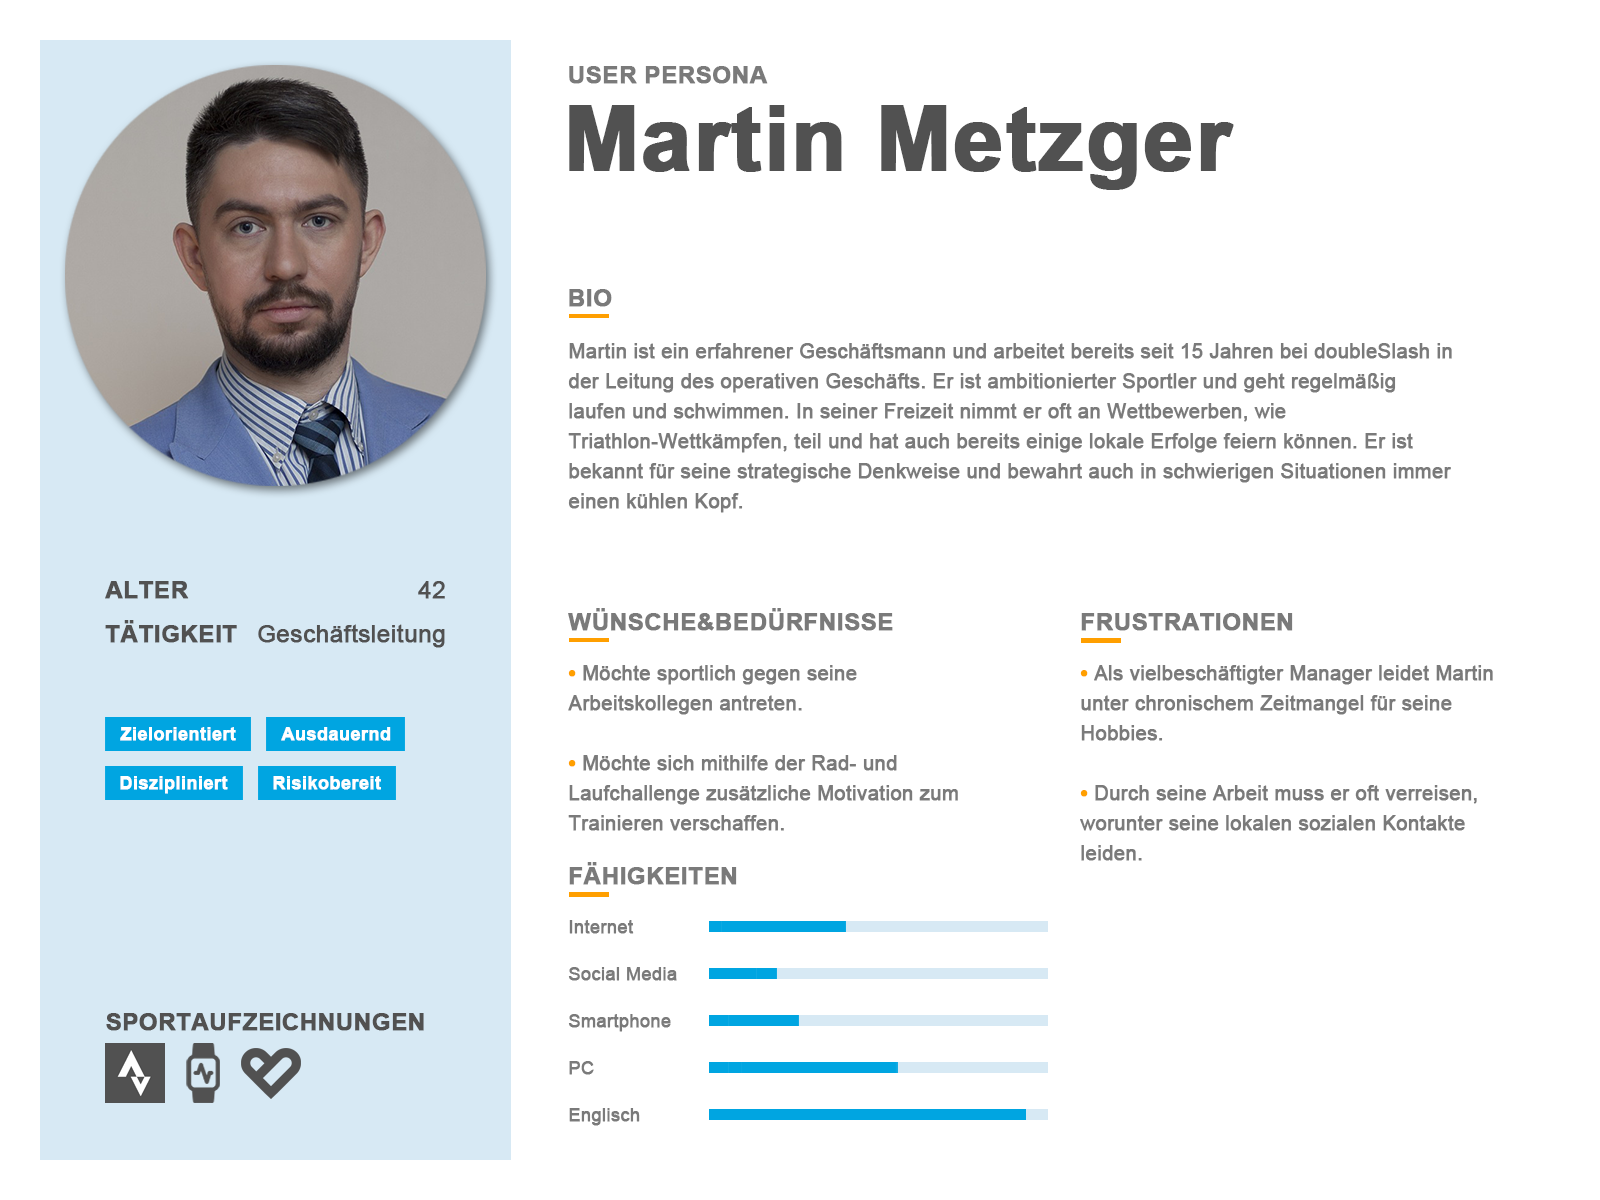 USER PERSONA
Martin Metzger
BIO
Martin ist ein erfahrener Geschäftsmann und arbeitet bereits seit 15 Jahren bei doubleSlash in
der Leitung des operativen Geschäfts. Er ist ambitionierter Sportler und geht regelmäßig
laufen und schwimmen. In seiner Freizeit nimmt er oft an Wettbewerben, wie
Triathlon-Wettkämpfen, teil und hat auch bereits einige lokale Erfolge feiern können. Er ist
bekannt für seine strategische Denkweise und bewahrt auch in schwierigen Situationen immer
einen kühlen Kopf.
ALTER 42
TÄTIGKEIT Geschäftsleitung
Zielorientiert Ausdauernd
Diszipliniert Risikobereit
SPORTAUFZEICHNUNGEN
WÜNSCHE&BEDÜRFNISSE
• Möchte sportlich gegen seine
Arbeitskollegen antreten.
• Möchte sich mithilfe der Rad- und
Laufchallenge zusätzliche Motivation zum
Trainieren verschaffen.
FRUSTRATIONEN
• Als vielbeschäftigter Manager leidet Martin
unter chronischem Zeitmangel für seine
Hobbies.
• Durch seine Arbeit muss er oft verreisen,
worunter seine lokalen sozialen Kontakte
leiden.
FÄHIGKEITEN
Internet
Social Media
Smartphone
PC
Englisch